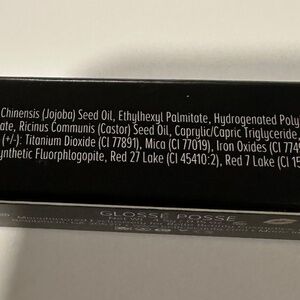 Chinensis (Jojoba) Seed Oil, Ethylhexyl Palmitate, Hydrogenated Poly
ate, Ricinus Communis (Castor) Seed Oil, Caprylic/Capric Triglyceride,
(+/-): Titanium Dioxide (CI 77891), Mica (CI 77019), Iron Oxides (CI 774
ynthetic Fluorphlogopite, Red 27 Lake (CI 45410:2), Red 7 Lake (CI 15
GLOSSE POSSE